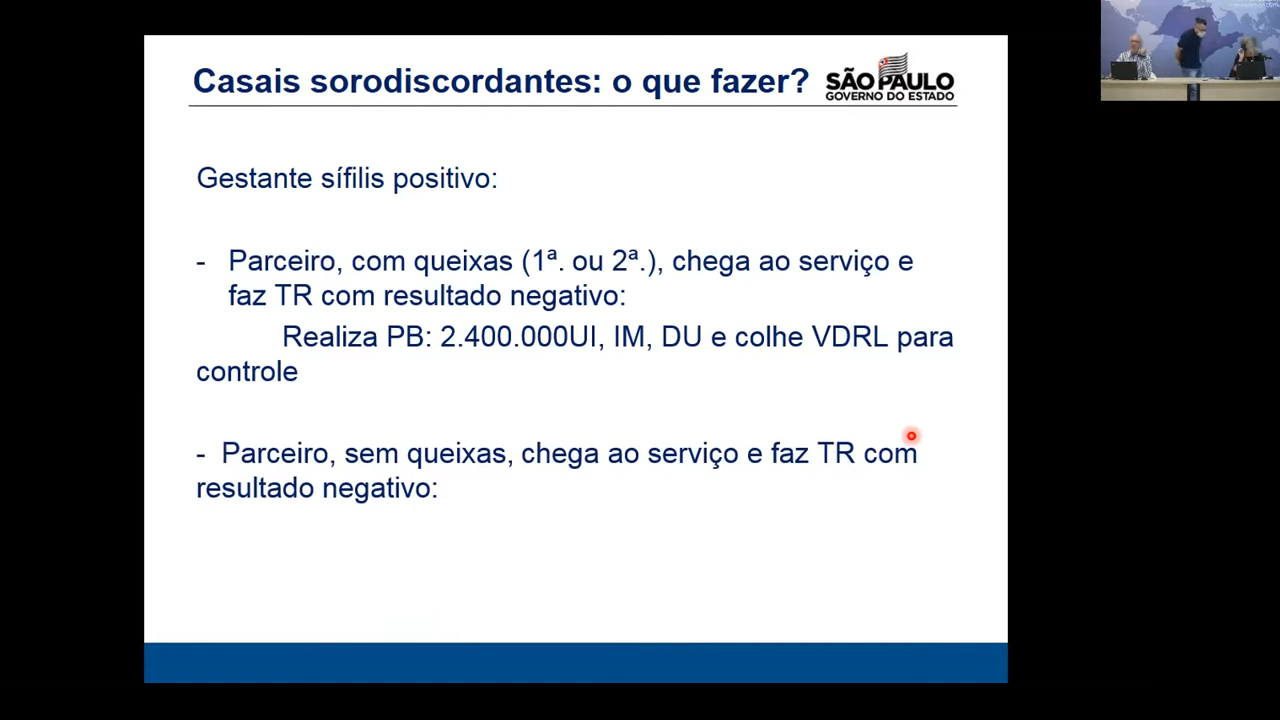 Casais sorodiscordantes: o que fazer?
SÃO PAULO
GOVERNO DO ESTADO
Gestante sífilis positivo:
- Parceiro, com queixas (1ª. ou 2ª.), chega ao serviço e
faz TR com resultado negativo:
Realiza PB: 2.400.000UI, IM, DU e colhe VDRL para
controle
- Parceiro, sem queixas, chega ao serviço e faz TR com
resultado negativo: